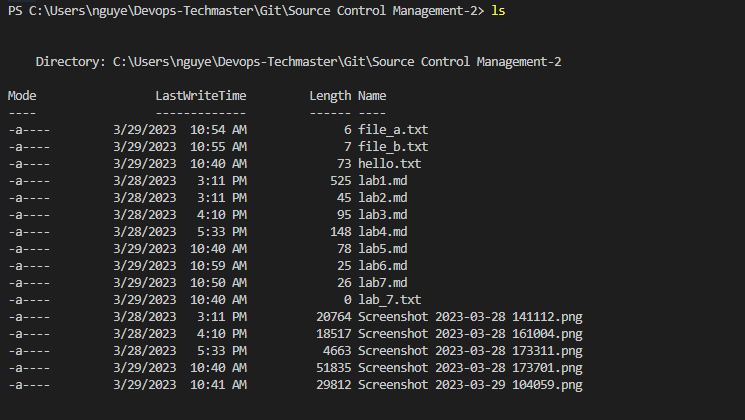 PS C:\Users\nguye\Devops-Techmaster\Git\Source Control Management-2> ls
Directory: C:\Users\nguye\Devops-Techmaster\Git\Source Control Management-2
Mode LastWriteTime Length Name
---- ------------- ------ ----
-a---- 3/29/2023 10:54 AM 6 file_a.txt
-a---- 3/29/2023 10:55 AM 7 file_b.txt
-a---- 3/29/2023 10:40 AM 73 hello.txt
-a---- 3/28/2023 3:11 PM 525 lab1.md
-a---- 3/28/2023 3:11 PM 45 lab2.md
-a---- 3/28/2023 4:10 PM 95 lab3.md
-a---- 3/28/2023 5:33 PM 148 lab4.md
-a---- 3/29/2023 10:40 AM 78 lab5.md
-a---- 3/29/2023 10:59 AM 25 lab6.md
-a---- 3/29/2023 10:50 AM 26 lab7.md
-a---- 3/29/2023 10:40 AM 0 lab_7.txt
-a---- 3/28/2023 3:11 PM 20764 Screenshot 2023-03-28 141112.png
-a---- 3/28/2023 4:10 PM 18517 Screenshot 2023-03-28 161004.png
-a---- 3/28/2023 5:33 PM 4663 Screenshot 2023-03-28 173311.png
-a---- 3/29/2023 10:40 AM 51835 Screenshot 2023-03-28 173701.png
-a---- 3/29/2023 10:41 AM 29812 Screenshot 2023-03-29 104059.png